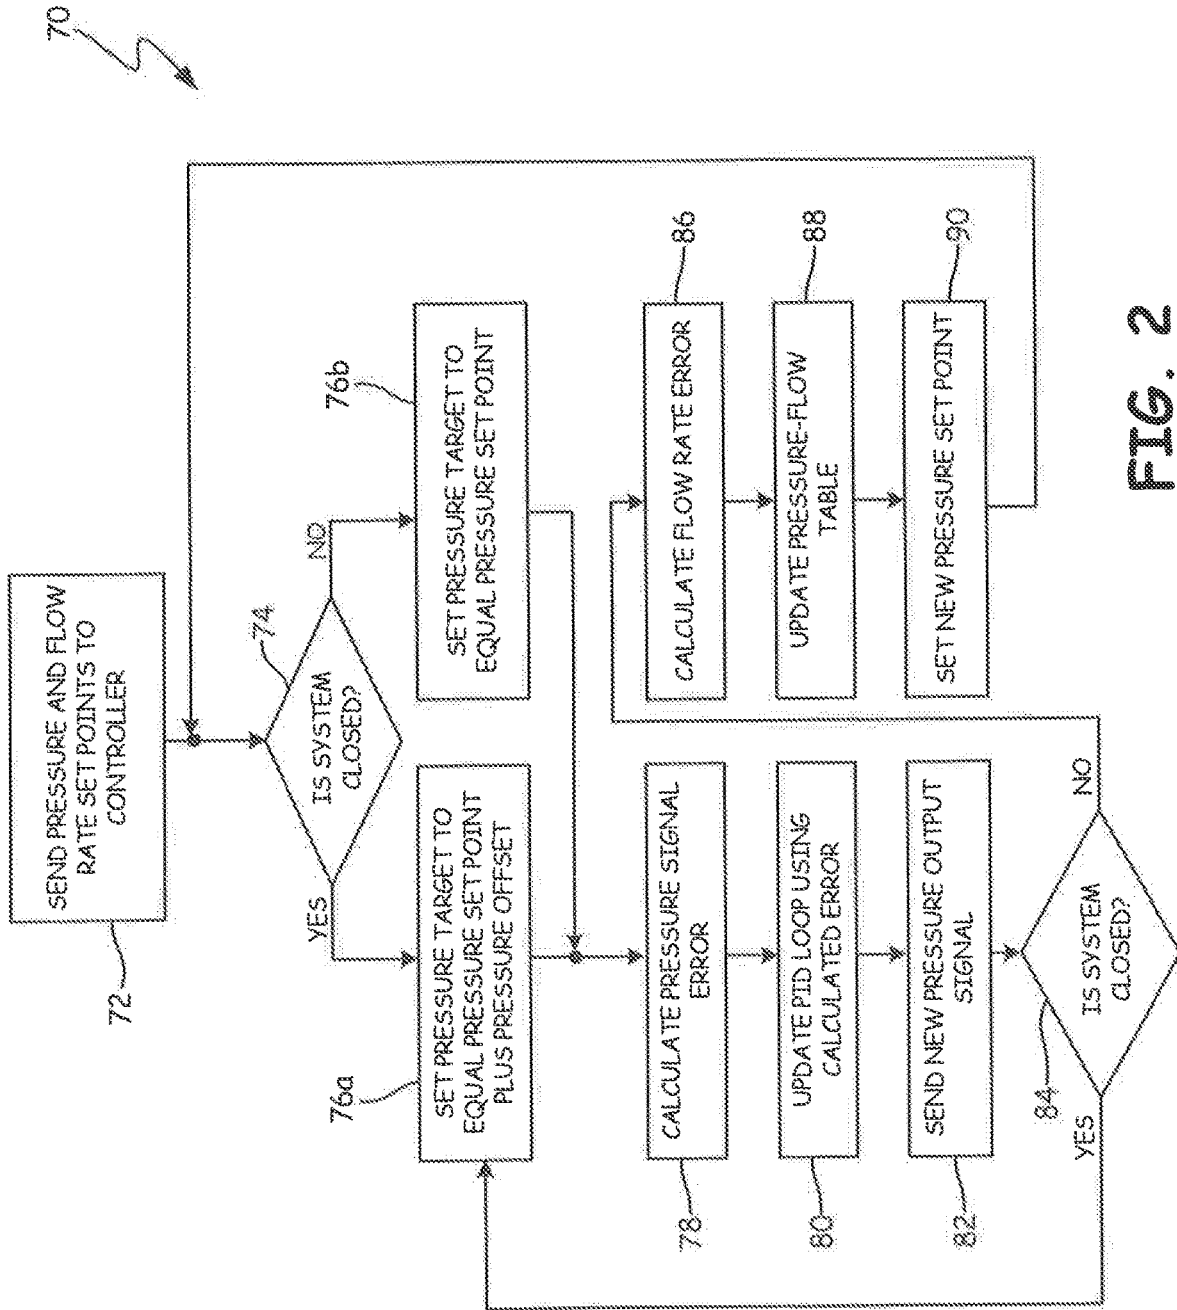 70
SEND PRESSURE AND FLOW
RATE SET POINTS TO
CONTROLLER
72
74
IS SYSTEM
CLOSED?
YES
NO
76a
SET PRESSURE TARGET TO
EQUAL PRESSURE SET POINT
PLUS PRESSURE OFFSET
76b
SET PRESSURE TARGET TO
EQUAL PRESSURE SET POINT
CALCULATE PRESSURE SIGNAL
ERROR
78
UPDATE PID LOOP USING
CALCULATED ERROR
80
SEND NEW PRESSURE OUTPUT
SIGNAL
82
IS SYSTEM
CLOSED?
84
YES
NO
CALCULATE FLOW RATE ERROR
86
UPDATE PRESSURE-FLOW
TABLE
88
SET NEW PRESSURE SET POINT
90
FIG. 2